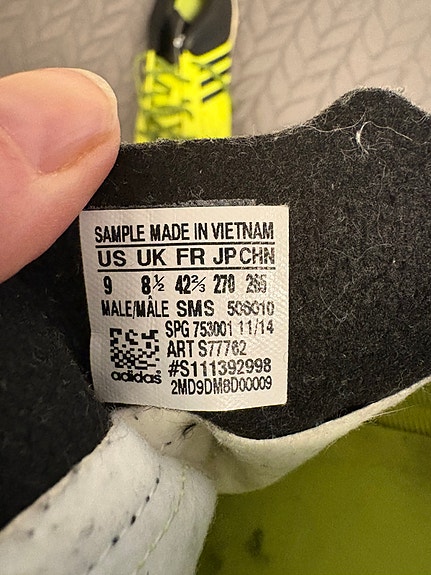 SAMPLE MADE IN VIETNAM
US UK FR JP CHN
9 8½ 42⅔ 270 265
MALE/MÂLE SMS 506010
SPG 753001 11/14
ART S77762
#S111392998
adidas
2MD9DM8D00009